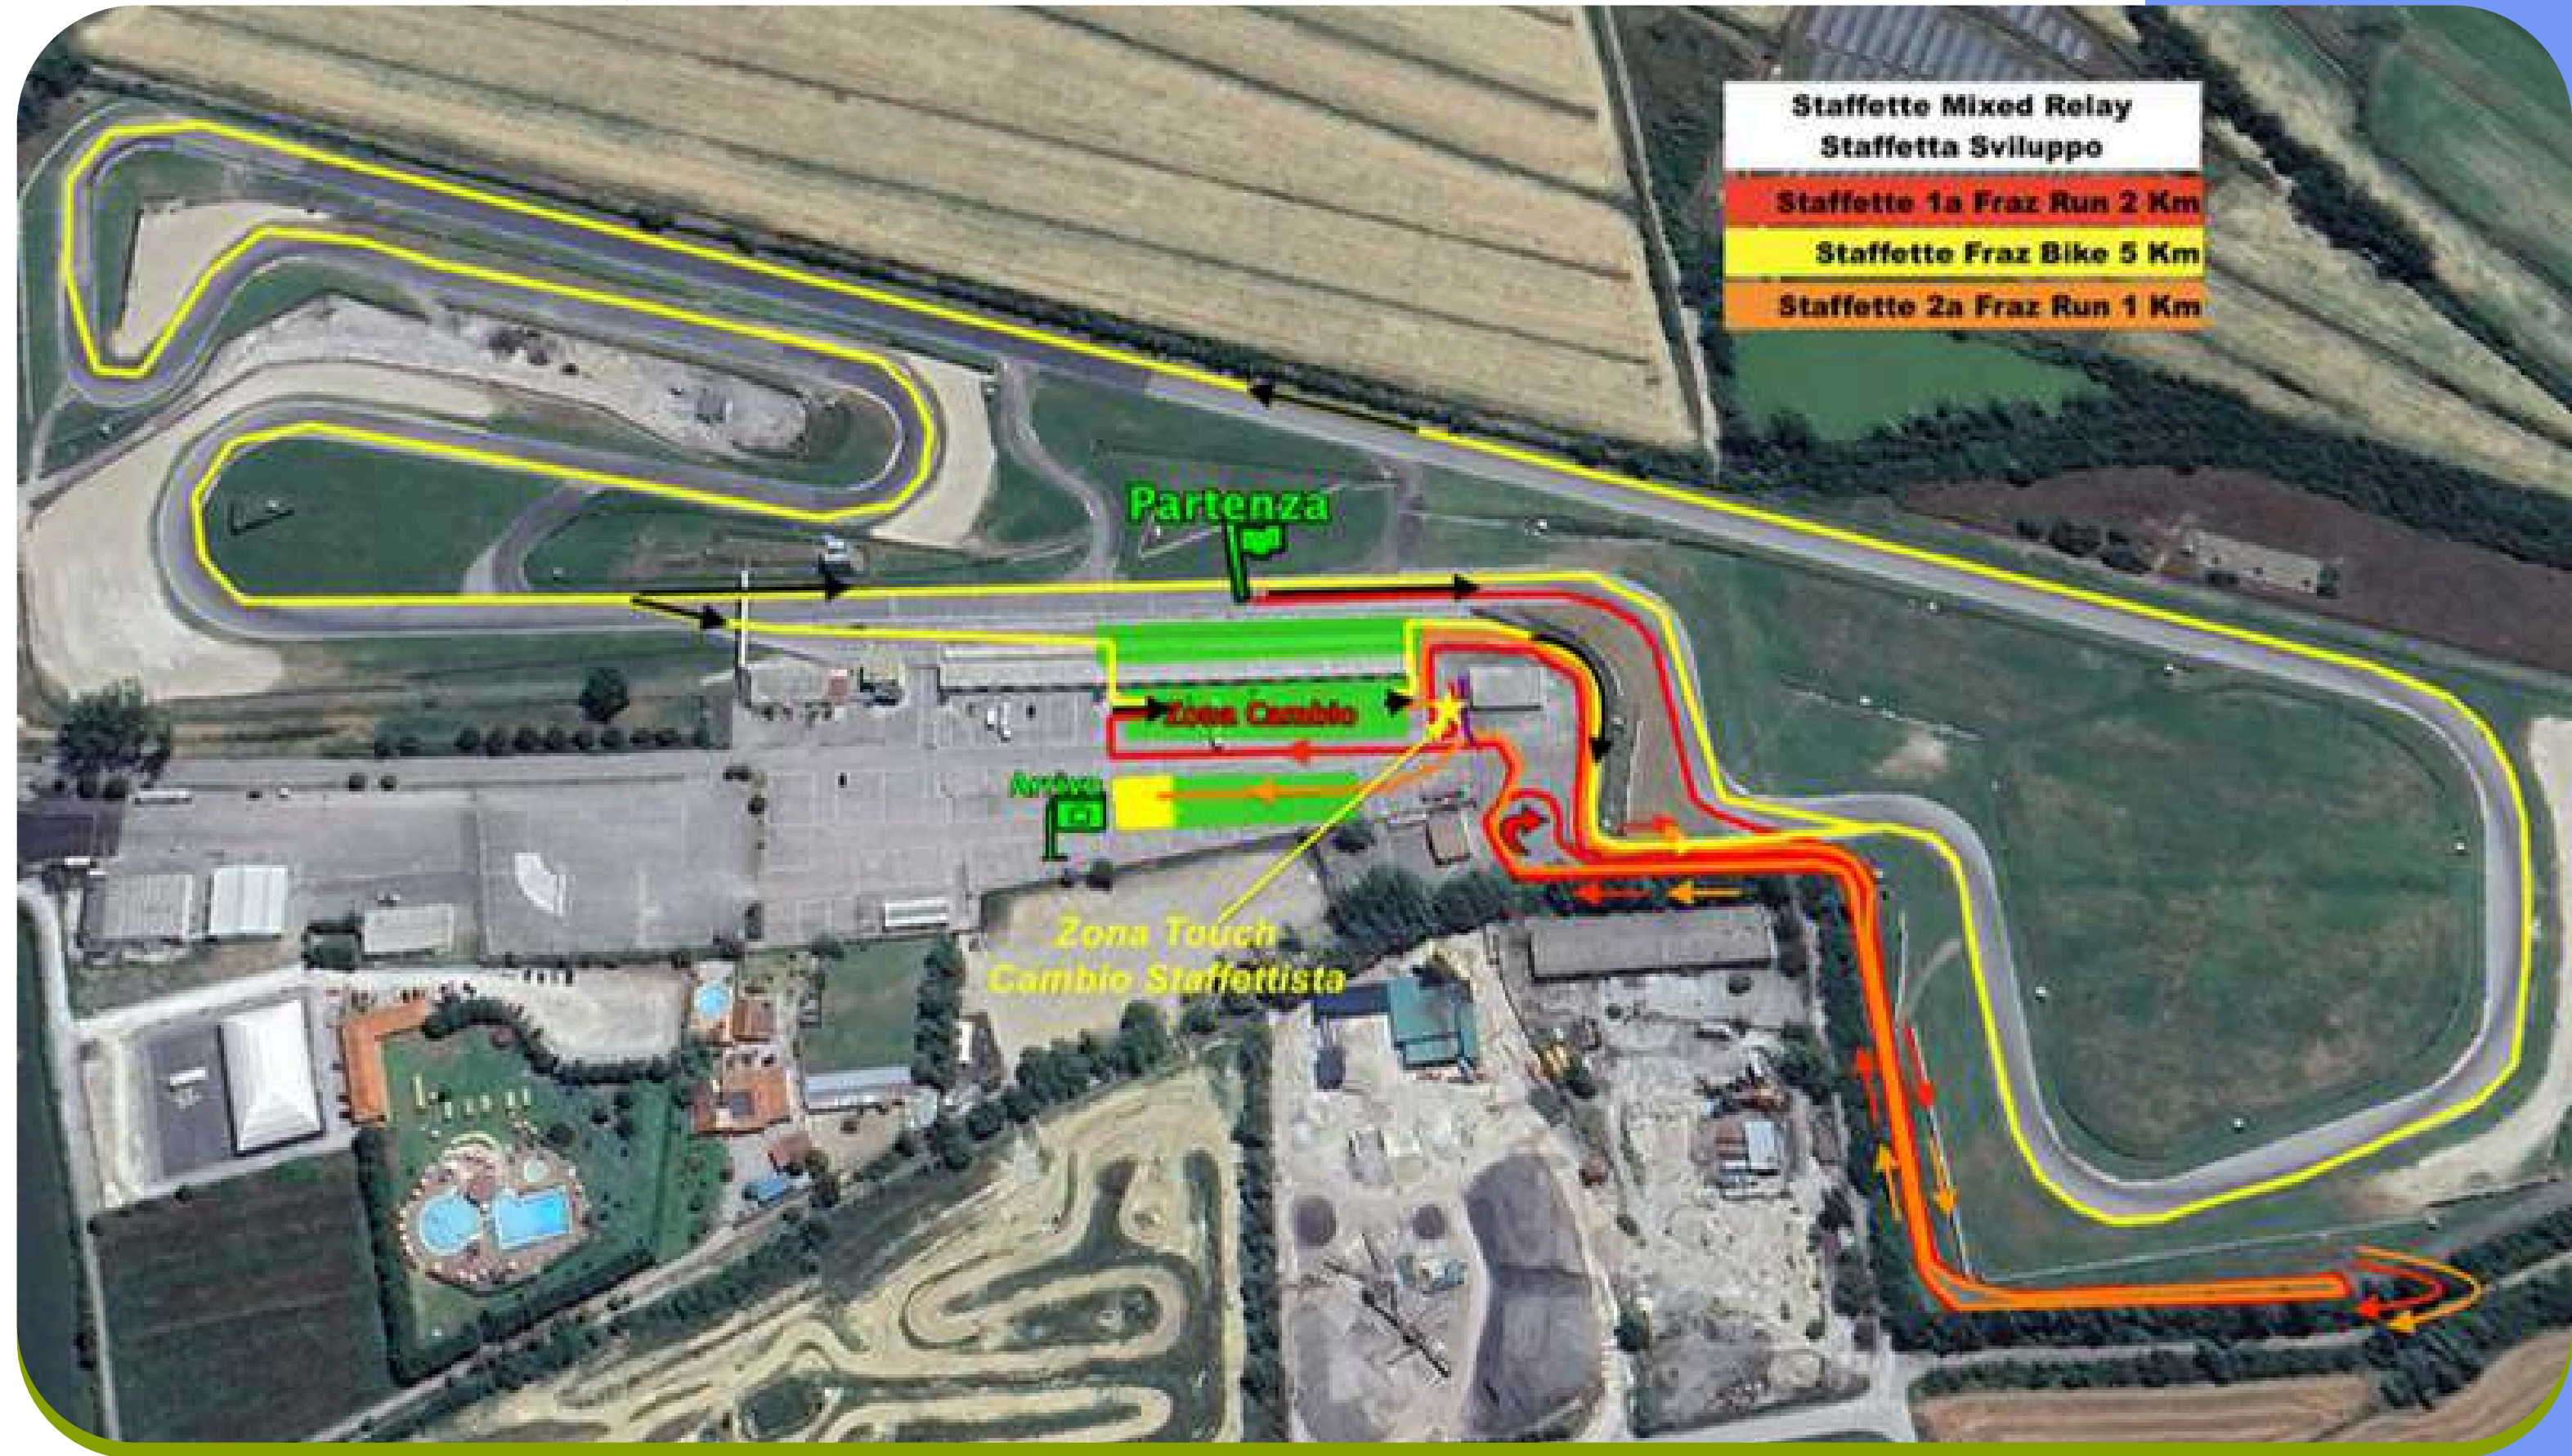 Staffette Mixed Relay
Staffetta Sviluppo
Staffette 1a Fraz Run 2 Km
Staffette Fraz Bike 5 Km
Staffette 2a Fraz Run 1 Km
Partenza
Zona Cambio
Arrivo
Zona Touch
Cambio Staffettista